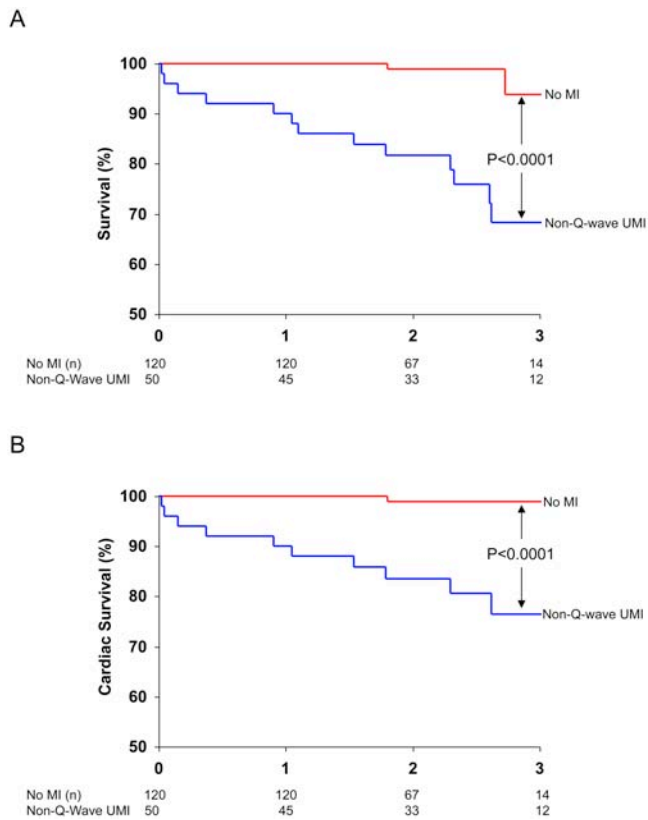 A
100
90
80
70
60
50
Survival (%)
No MI
P<0.0001
Non-Q-wave UMI
0 1 2 3
No MI (n) 120 120 67 14
Non-Q-Wave UMI 50 45 33 12
B
100
90
80
70
60
50
Cardiac Survival (%)
No MI
P<0.0001
Non-Q-wave UMI
0 1 2 3
No MI (n) 120 120 67 14
Non-Q-Wave UMI 50 45 33 12